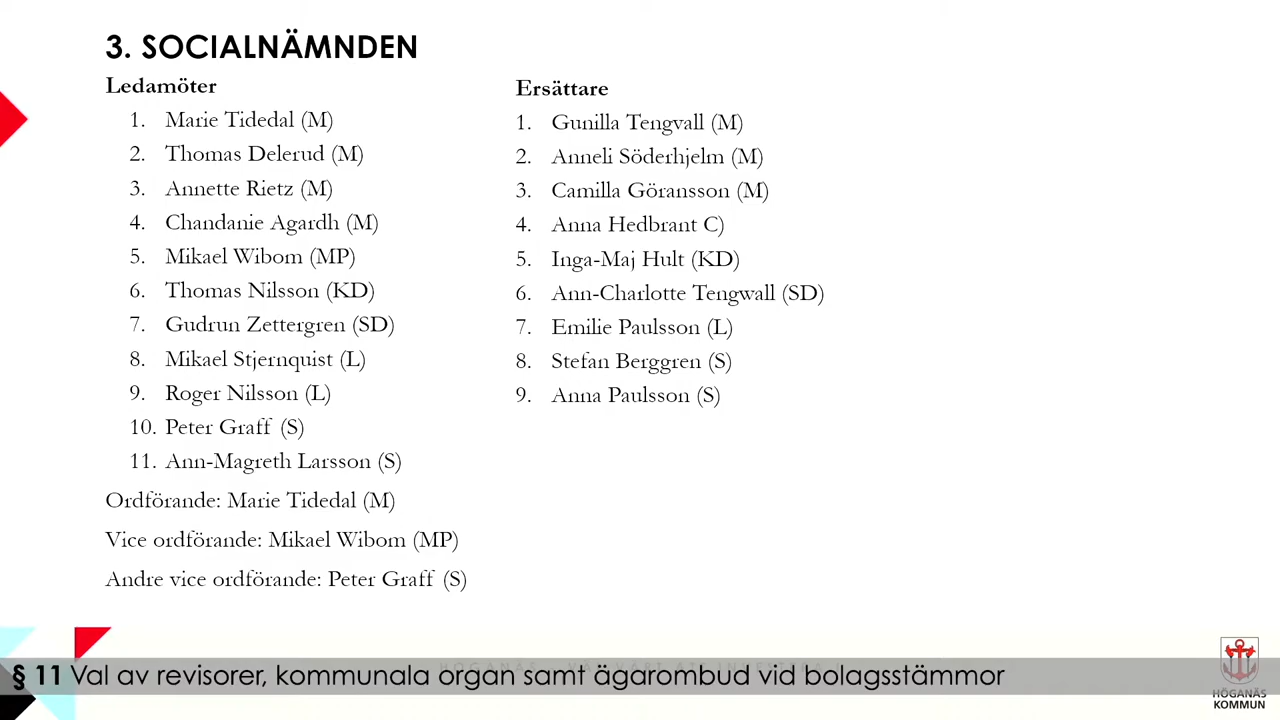 3. SOCIALNÄMNDEN
Ledamöter
1. Marie Tidedal (M)
2. Thomas Delerud (M)
3. Annette Rietz (M)
4. Chandanie Agardh (M)
5. Mikael Wibom (MP)
6. Thomas Nilsson (KD)
7. Gudrun Zettergren (SD)
8. Mikael Stjernquist (L)
9. Roger Nilsson (L)
10. Peter Graff (S)
11. Ann-Magreth Larsson (S)
Ordförande: Marie Tidedal (M)
Vice ordförande: Mikael Wibom (MP)
Andre vice ordförande: Peter Graff (S)
Ersättare
1. Gunilla Tengvall (M)
2. Anneli Söderhjelm (M)
3. Camilla Göransson (M)
4. Anna Hedbrant C)
5. Inga-Maj Hult (KD)
6. Ann-Charlotte Tengwall (SD)
7. Emilie Paulsson (L)
8. Stefan Berggren (S)
9. Anna Paulsson (S)
§ 11 Val av revisorer, kommunala organ samt ägarombud vid bolagsstämmor
HÖGANÄS
KOMMUN